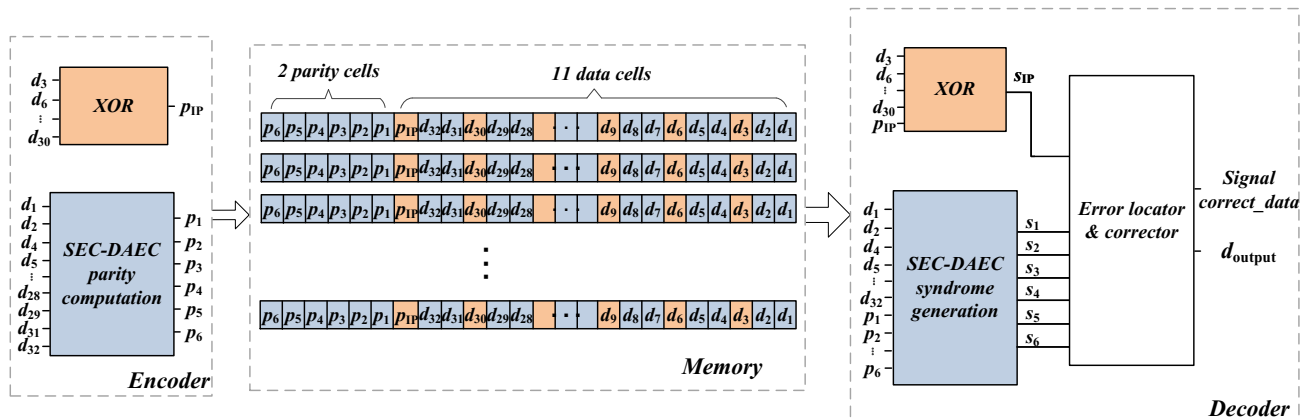 d3
d6
⋮
d30
XOR
pIP
d1
d2
d4
d5
⋮
d28
d29
d31
d32
SEC-DAEC
parity
computation
p1
p2
p3
p4
p5
p6
Encoder
2 parity cells
11 data cells
p6 p5 p4 p3 p2 p1 pIP d32 d31 d30 d29 d28 ··· d9 d8 d7 d6 d5 d4 d3 d2 d1
p6 p5 p4 p3 p2 p1 pIP d32 d31 d30 d29 d28 ··· d9 d8 d7 d6 d5 d4 d3 d2 d1
p6 p5 p4 p3 p2 p1 pIP d32 d31 d30 d29 d28 ··· d9 d8 d7 d6 d5 d4 d3 d2 d1
⋮
p6 p5 p4 p3 p2 p1 pIP d32 d31 d30 d29 d28 ··· d9 d8 d7 d6 d5 d4 d3 d2 d1
Memory
d3
d6
⋮
d30
pIP
XOR
sIP
d1
d2
d4
d5
⋮
d32
p1
p2
⋮
p6
SEC-DAEC
syndrome
generation
s1
s2
s3
s4
s5
s6
Error locator
& corrector
Signal
correct_data
doutput
Decoder